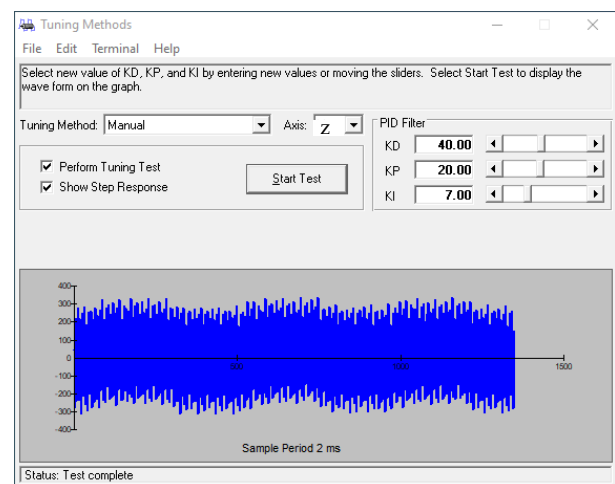 Tuning Methods
File Edit Terminal Help
Select new value of KD, KP, and KI by entering new values or moving the sliders. Select Start Test to display the
wave form on the graph.
Tuning Method: Manual Axis: Z PID Filter
KD 40.00
Perform Tuning Test Start Test KP 20.00
Show Step Response KI 7.00
400
300
200
100
0
500 1000 1500
-100
-200
-300
-400
Sample Period 2 ms
Status: Test complete